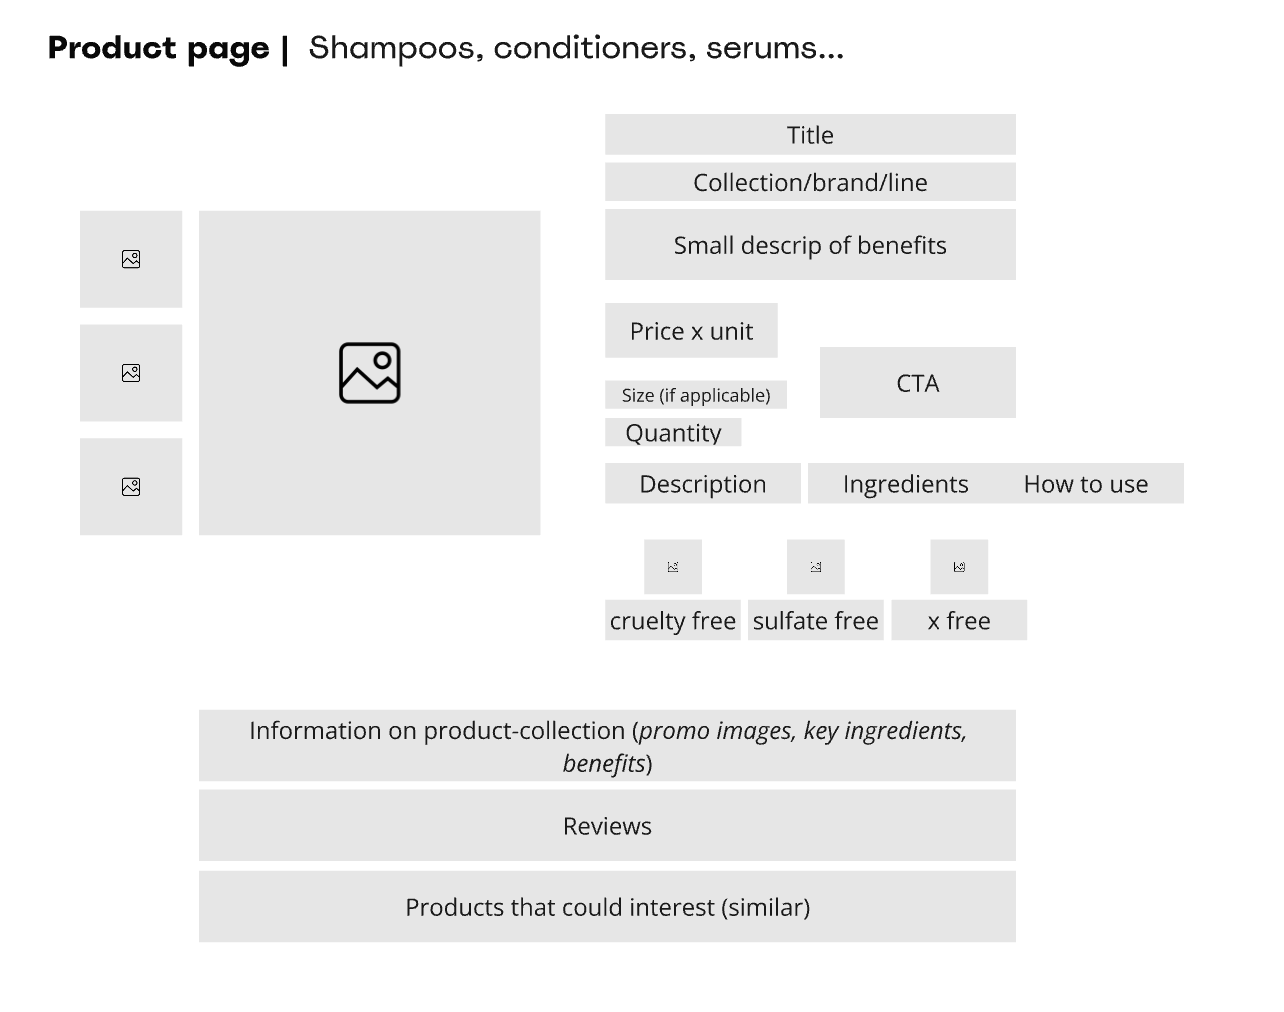 Product page | Shampoos, conditioners, serums...
Title
Collection/brand/line
Small descrip of benefits
Price x unit
CTA
Size (if applicable)
Quantity
Description
Ingredients
How to use
cruelty free
sulfate free
x free
Information on product-collection (promo images, key ingredients,
benefits)
Reviews
Products that could interest (similar)